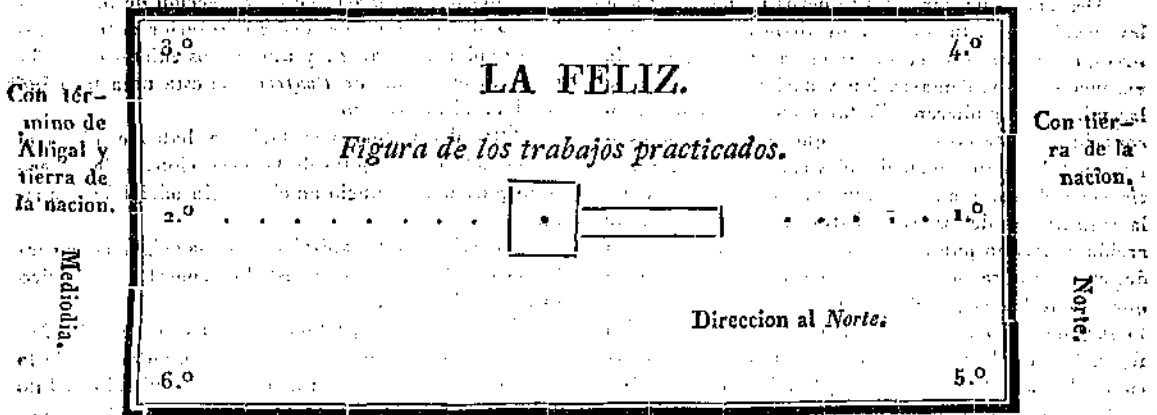 3.º 4.º
LA FELIZ.
Figura de los trabajos practicados.
2.º 1.º
Direccion al Norte.
6.º 5.º
Con tér-
mino de
Ahigal y
tierra de
la nacion.
Mediodia.
Con tier-
ra de la
nacion.
Norte.